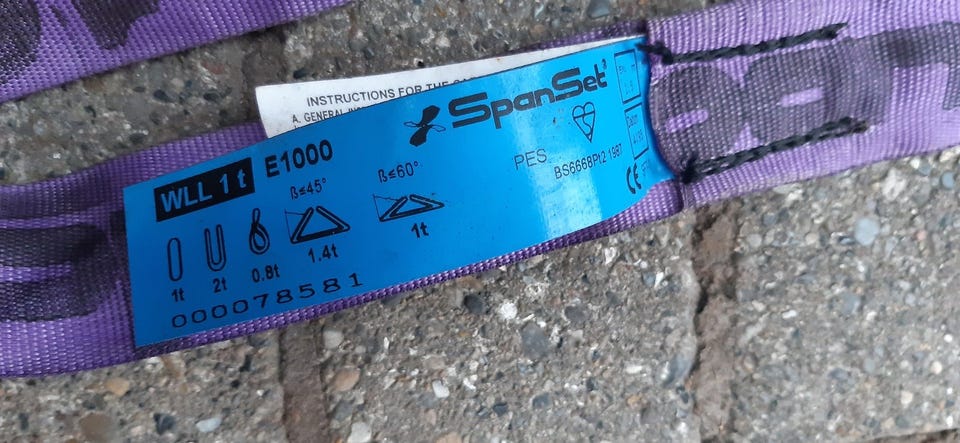 INSTRUCTIONS FOR THE
A. GENERAL
SpanSet
WLL 1 t E1000
ß≤45° ß≤60°
PES
BS6668Pt2 1987
CE
1t 2t 0.8t 1.4t 1t
000078581